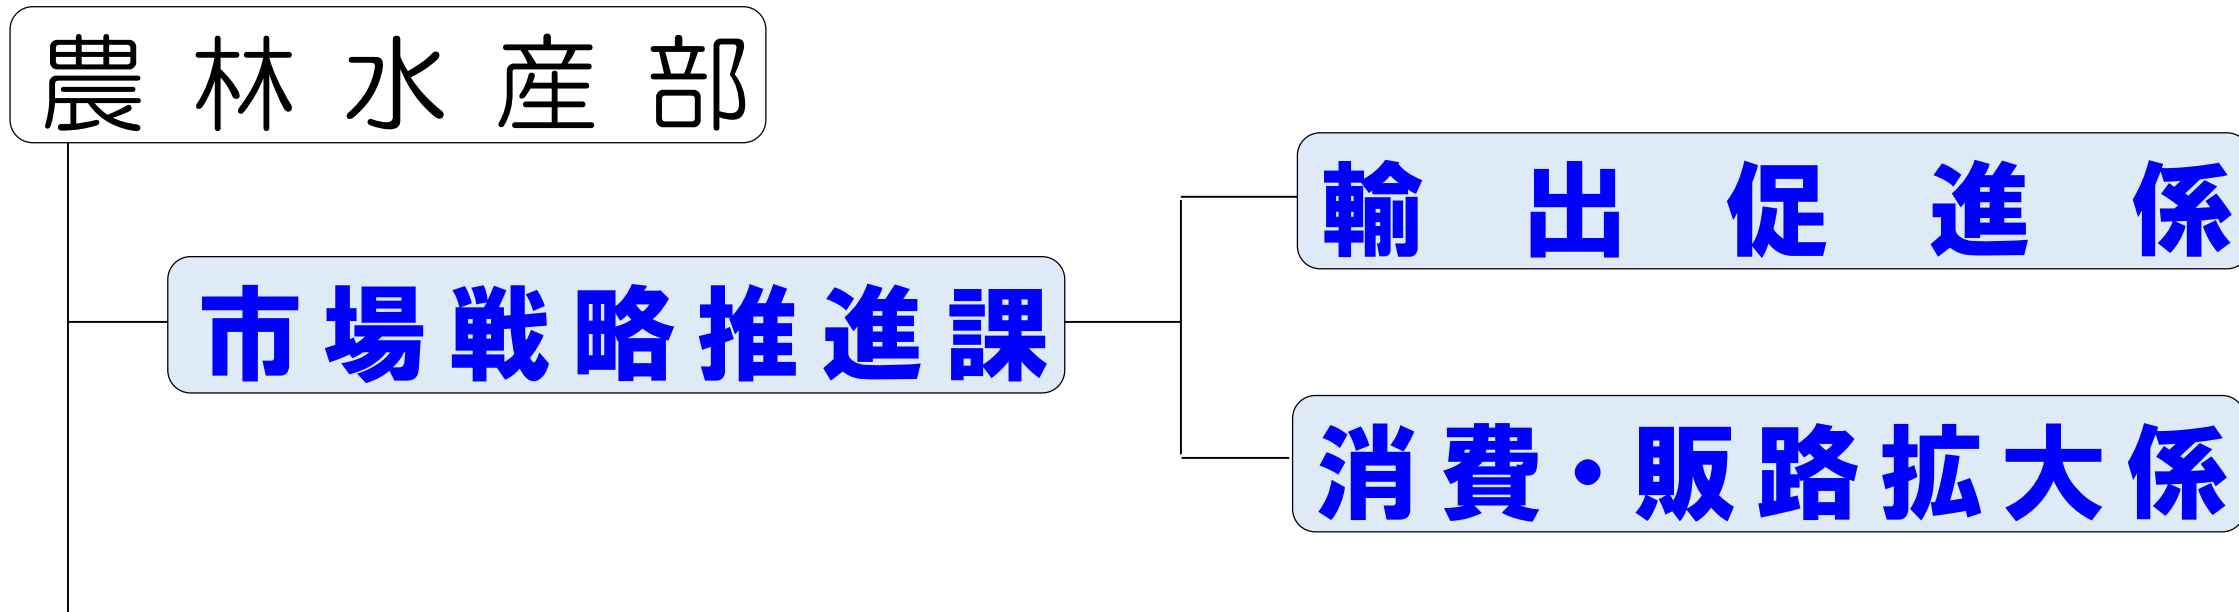 農林水産部
輸出促進係
市場戦略推進課
消費・販路拡大係